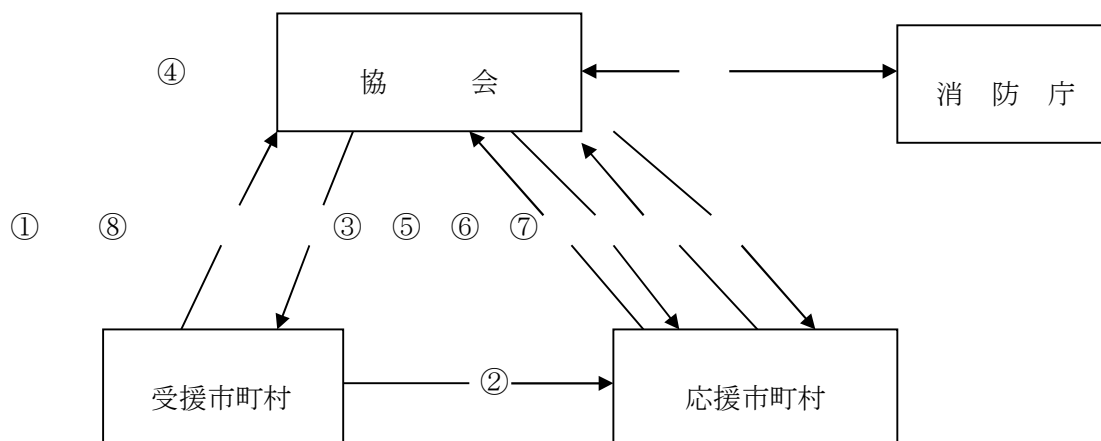 ④
協 会
消 防 庁
① ⑧ ③ ⑤ ⑥ ⑦
受援市町村
②
応援市町村